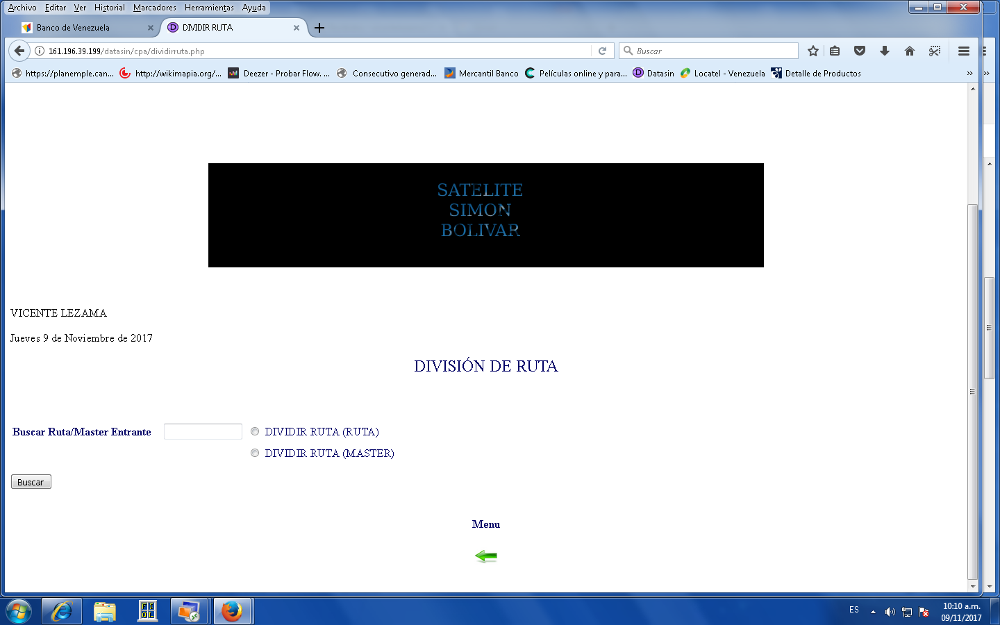 Archivo Editar Ver Historial Marcadores Herramientas Ayuda
Banco de Venezuela
DIVIDIR RUTA
161.196.39.199/datasin/cpa/dividirruta.php
Buscar
https://planemple.can...
http://wikimapia.org/...
Deezer - Probar Flow. ...
Consecutivo generad...
Mercantil Banco
Películas online y para...
Datasin
Locatel - Venezuela
Detalle de Productos
SATELITE
SIMON
BOLIVAR
VICENTE LEZAMA
Jueves 9 de Noviembre de 2017
DIVISIÓN DE RUTA
Buscar Ruta/Master Entrante
DIVIDIR RUTA (RUTA)
DIVIDIR RUTA (MASTER)
Buscar
Menu
ES
10:10 a.m.
09/11/2017